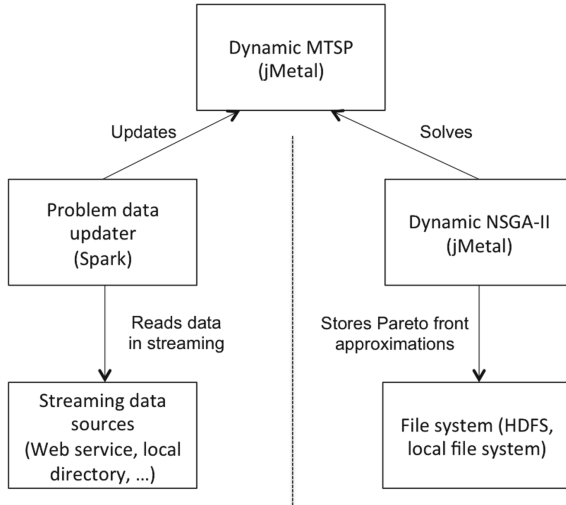 Dynamic MTSP
(jMetal)
Updates
Solves
Problem data
updater
(Spark)
Dynamic NSGA-II
(jMetal)
Reads data
in streaming
Stores Pareto front
approximations
Streaming data
sources
(Web service, local
directory, ...)
File system (HDFS,
local file system)